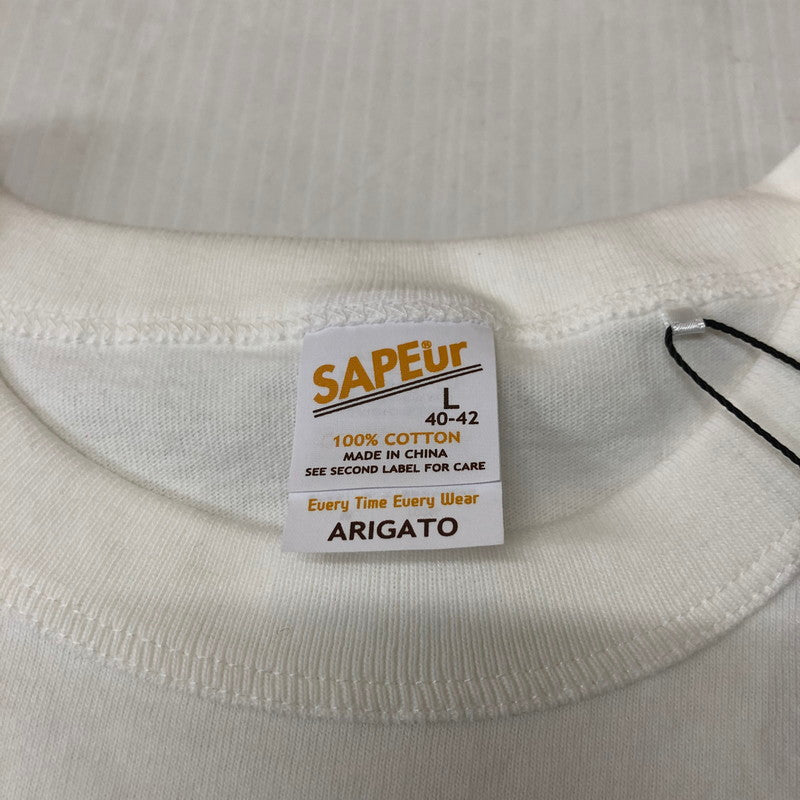 SAPEur®
L
40-42
100% COTTON
MADE IN CHINA
SEE SECOND LABEL FOR CARE
Every Time Every Wear
ARIGATO